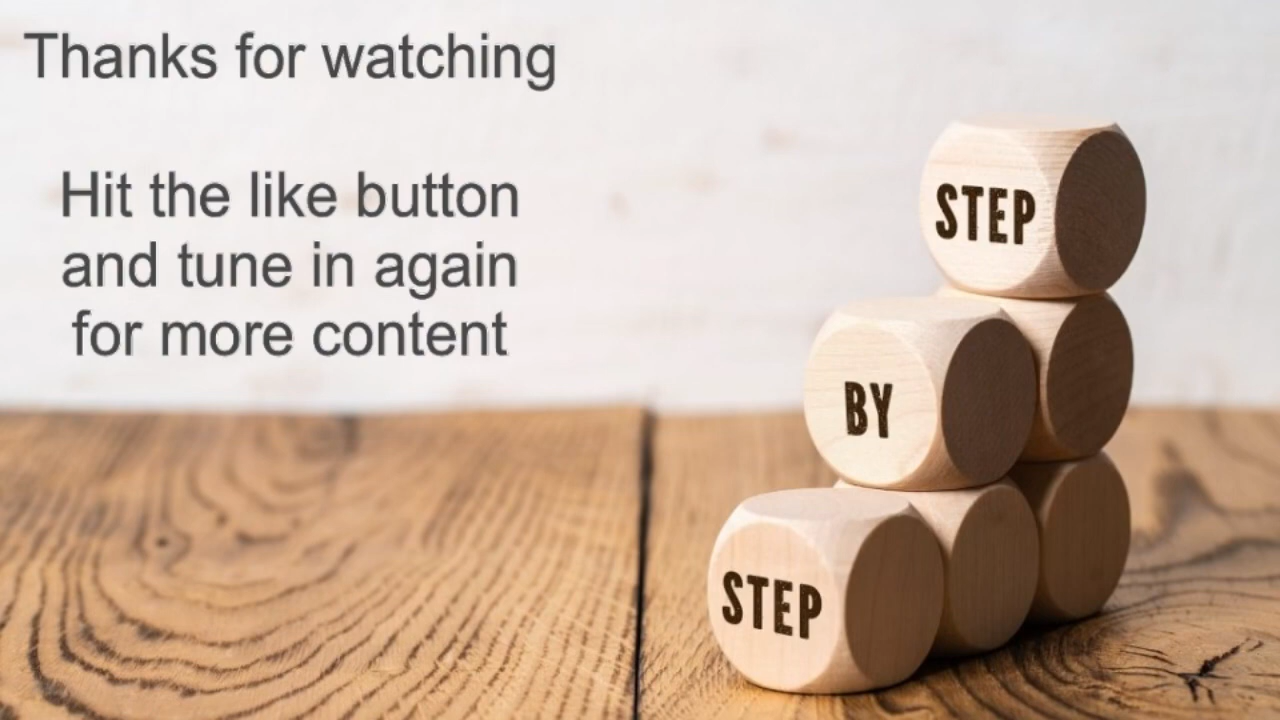 Thanks for watching
Hit the like button
and tune in again
for more content
STEP
BY
STEP